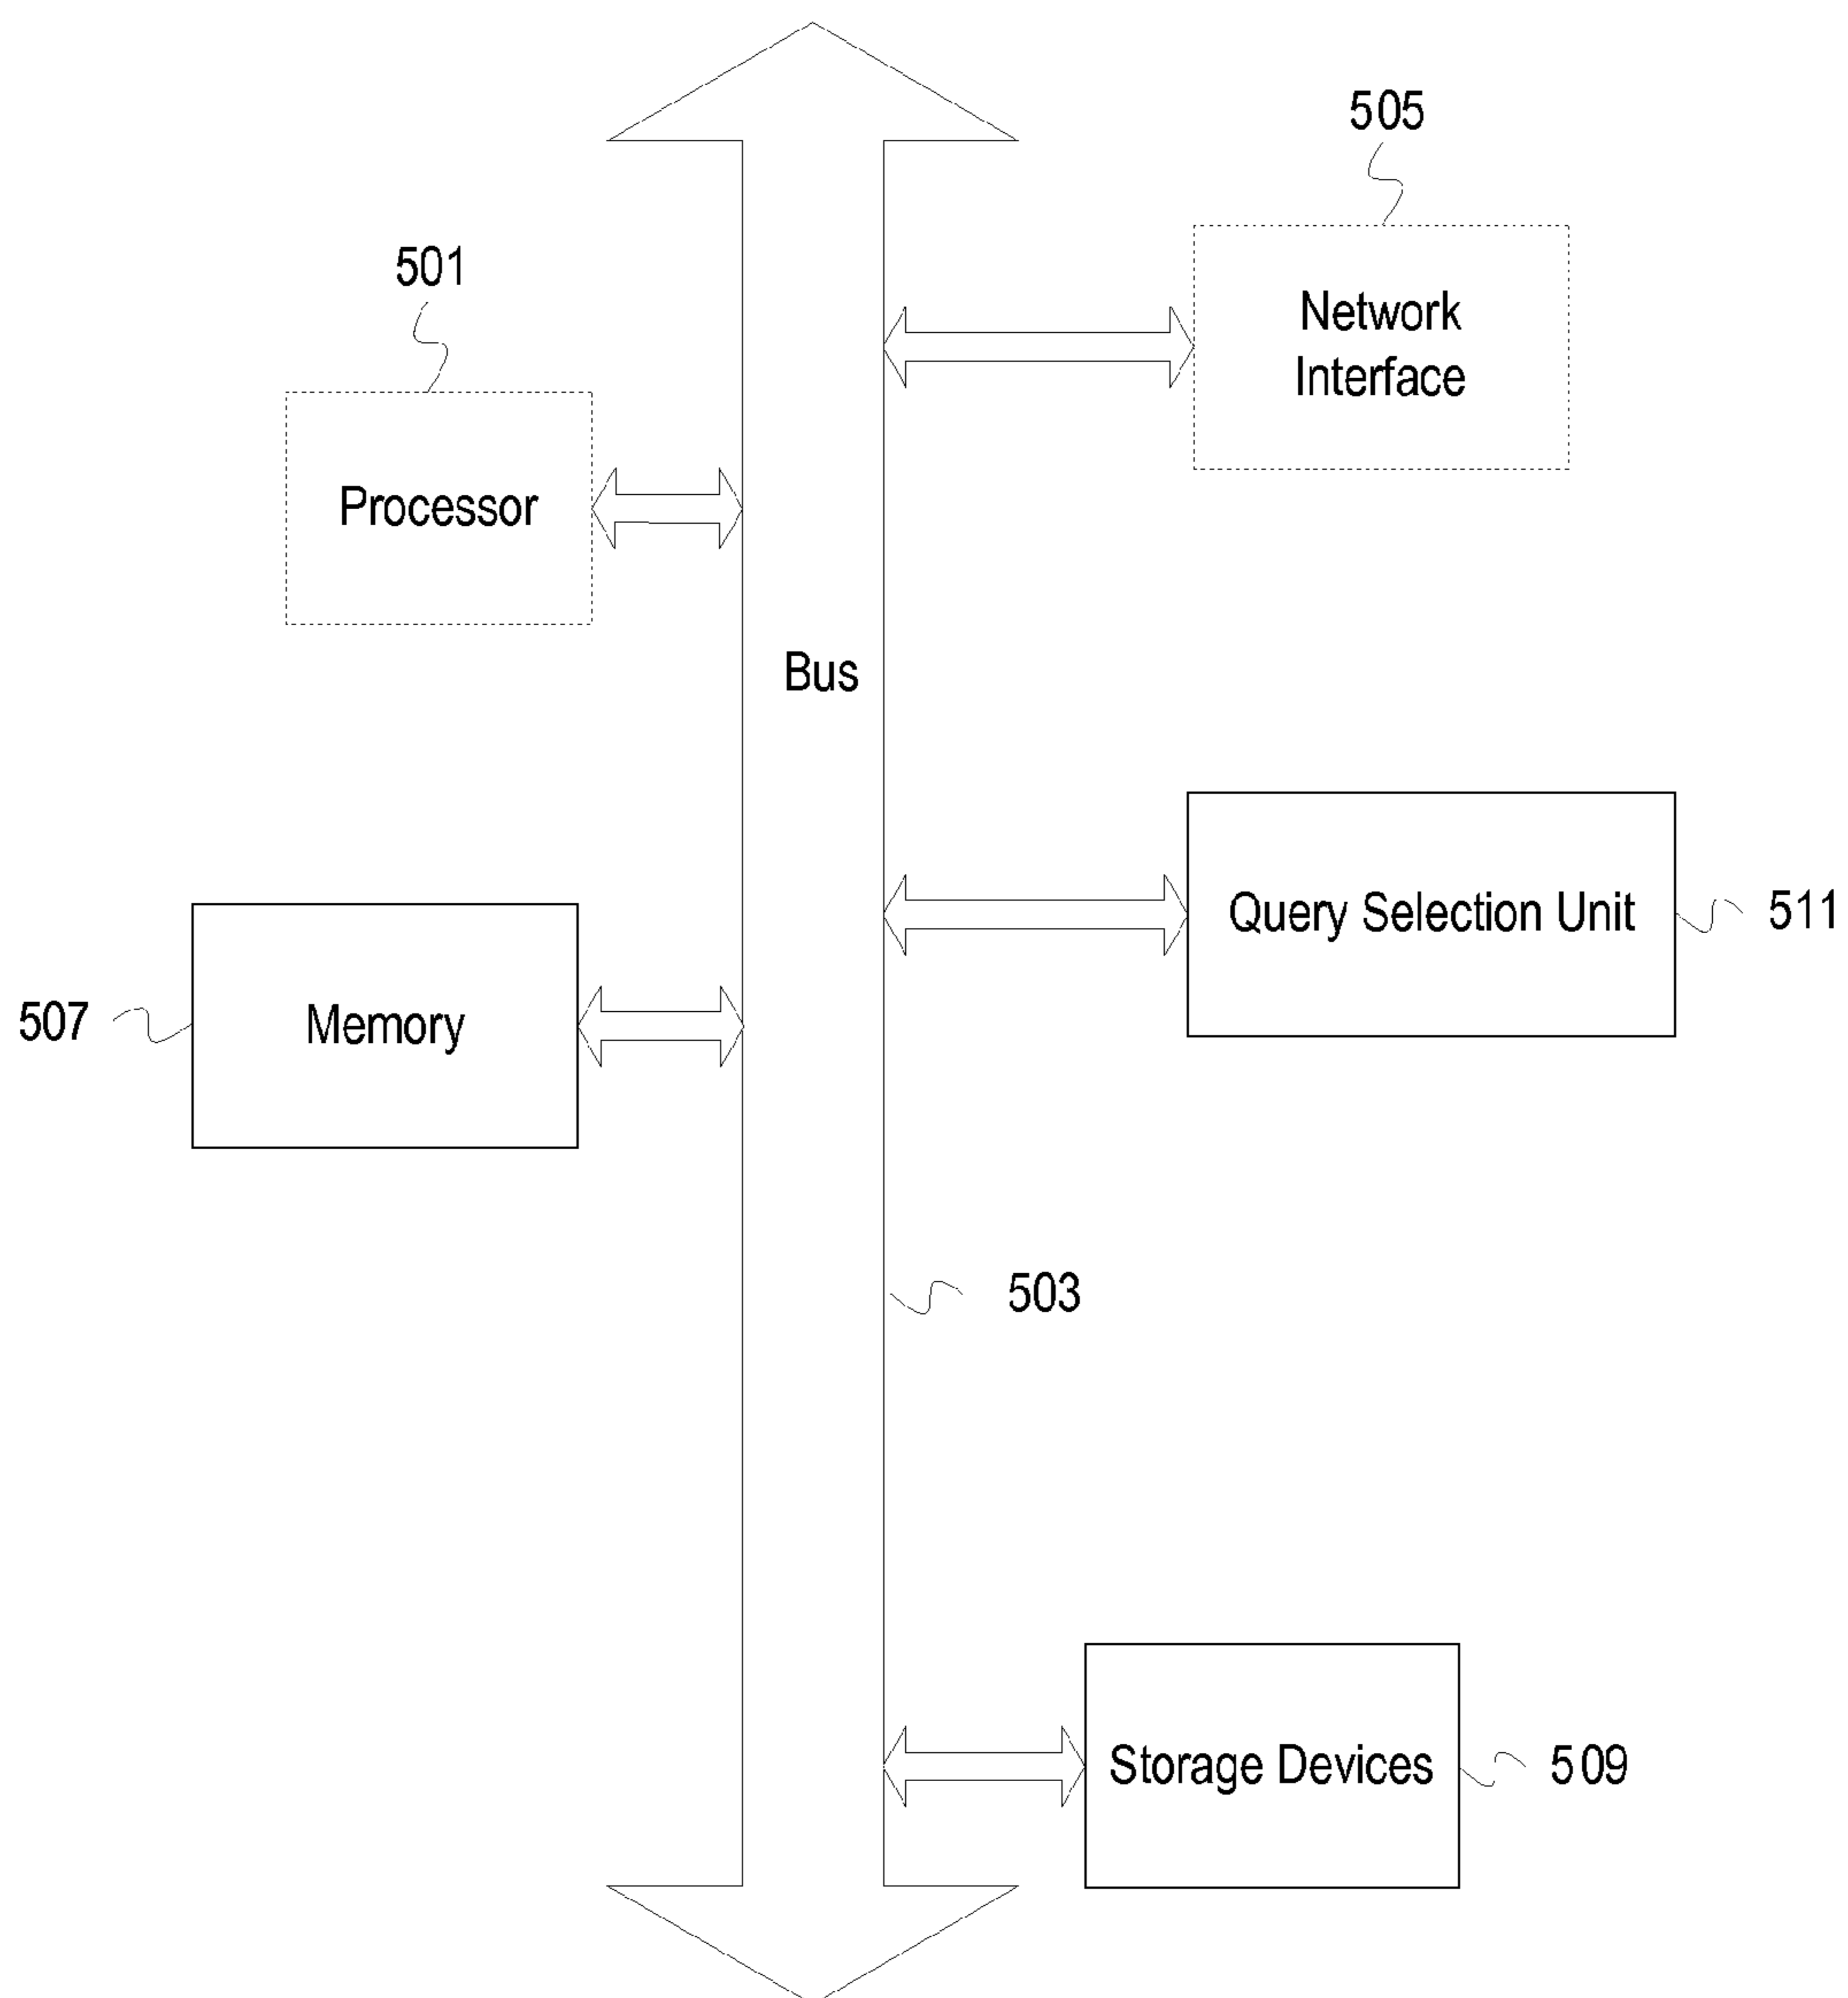 505
Network
Interface
501
Processor
Bus
Query Selection Unit
511
507
Memory
503
Storage Devices
509